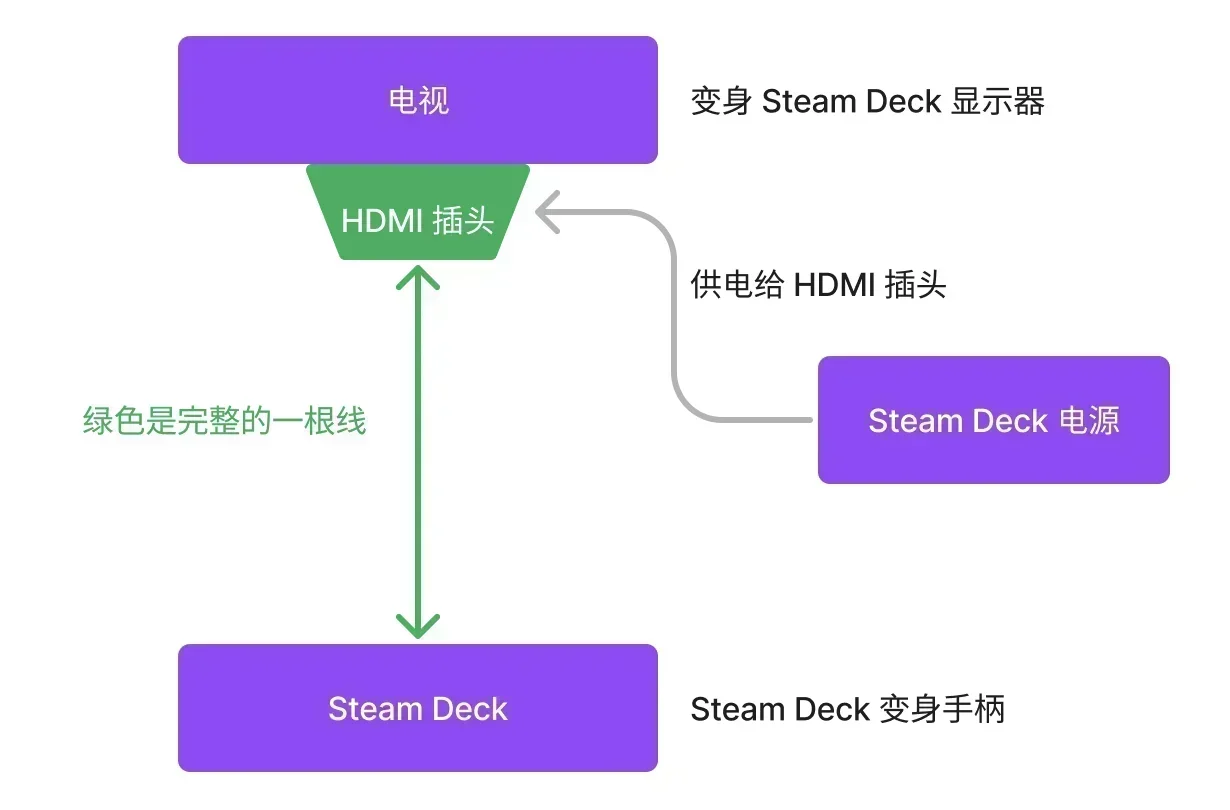 电视
变身 Steam Deck 显示器
HDMI 插头
供电给 HDMI 插头
绿色是完整的一根线
Steam Deck 电源
Steam Deck
Steam Deck 变身手柄